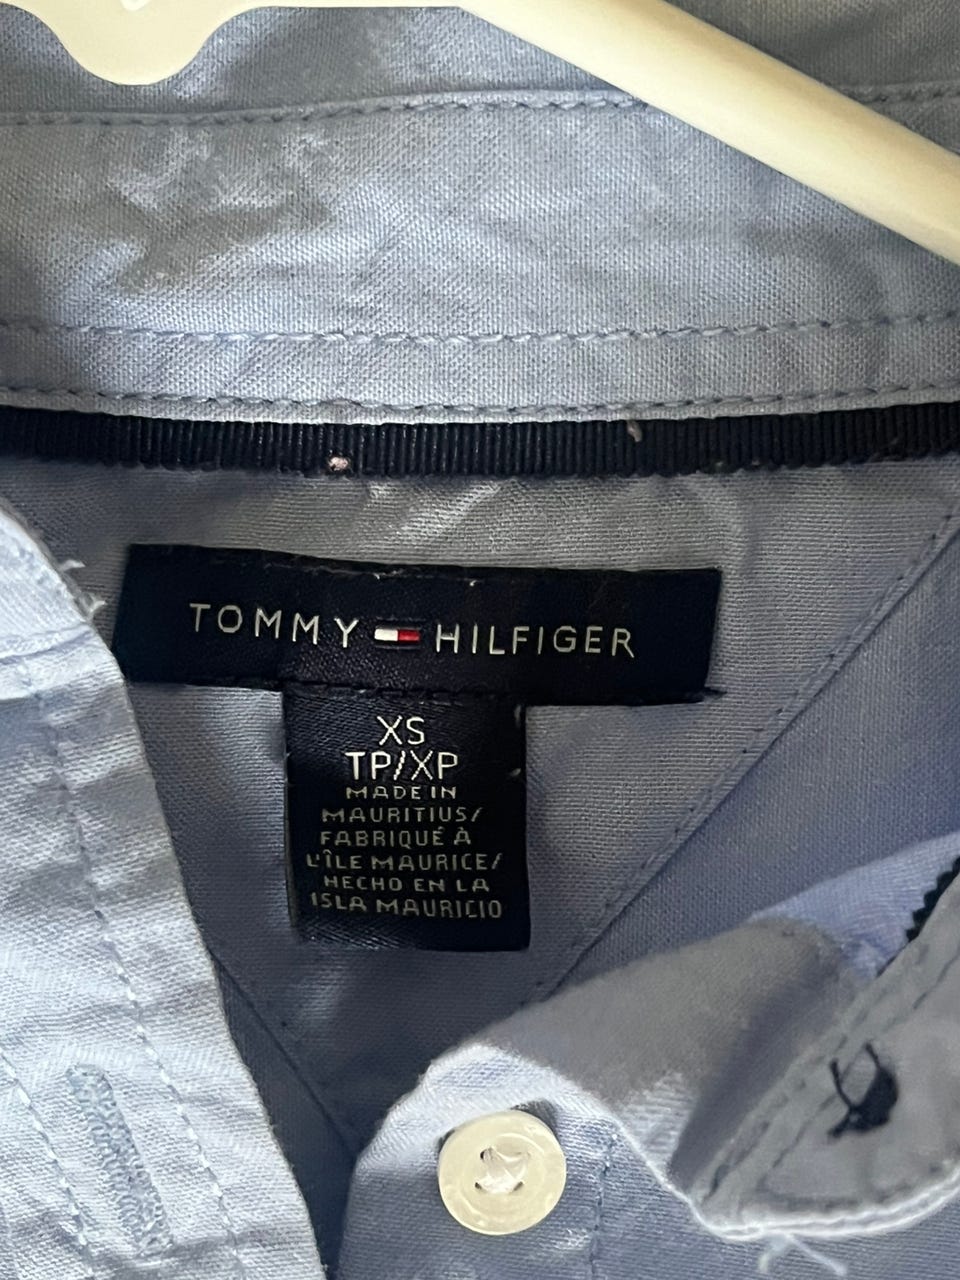 TOMMY HILFIGER
XS
TP/XP
MADE IN
MAURITIUS/
FABRIQUÉ À
L'ÎLE MAURICE/
HECHO EN LA
ISLA MAURICIO